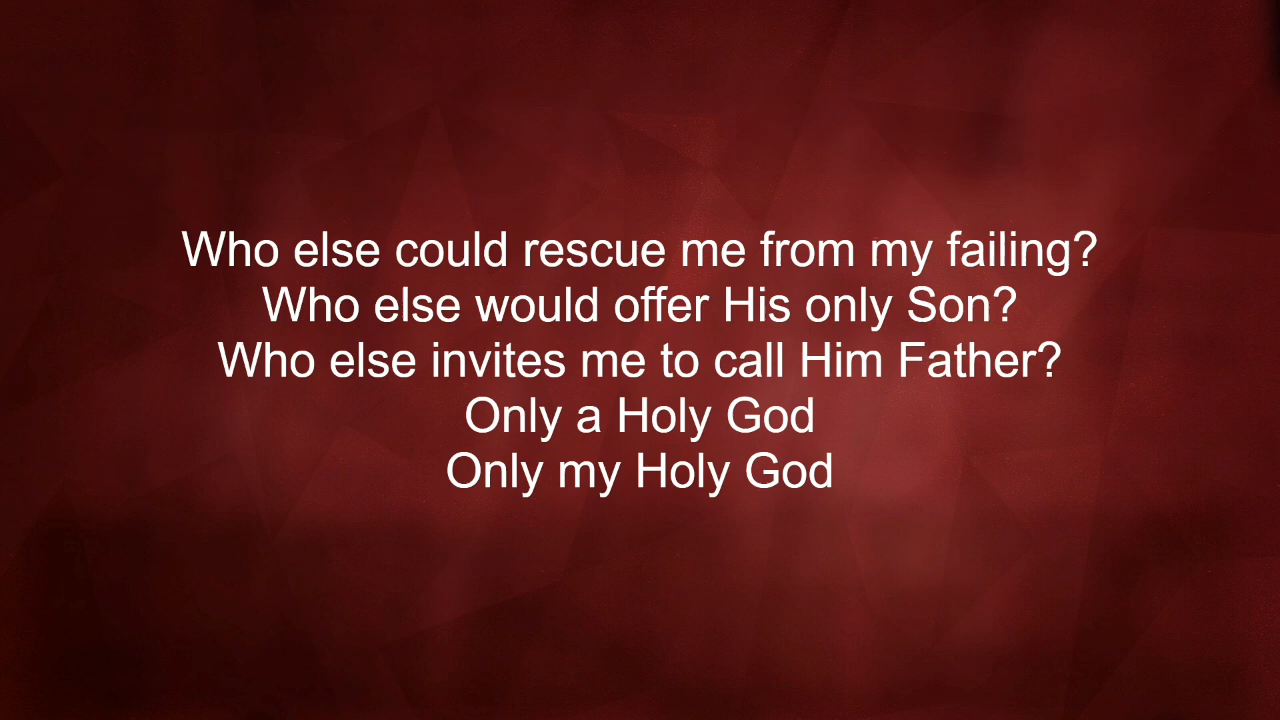 Who else could rescue me from my failing?
Who else would offer His only Son?
Who else invites me to call Him Father?
Only a Holy God
Only my Holy God